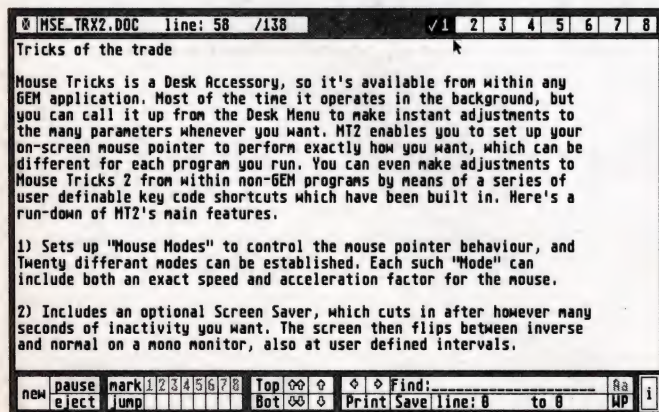 MSE_TRX2.DOC line: 58 /138 √1 2 3 4 5 6 7 8
Tricks of the trade
Mouse Tricks is a Desk Accessory, so it's available from within any
GEM application. Most of the time it operates in the background, but
you can call it up from the Desk Menu to make instant adjustments to
the many parameters whenever you want. MT2 enables you to set up your
on-screen mouse pointer to perform exactly how you want, which can be
different for each program you run. You can even make adjustments to
Mouse Tricks 2 from within non-GEM programs by means of a series of
user definable key code shortcuts which have been built in. Here's a
run-down of MT2's main features.
1) Sets up "Mouse Modes" to control the mouse pointer behaviour, and
Twenty differant modes can be established. Each such "Mode" can
include both an exact speed and acceleration factor for the mouse.
2) Includes an optional Screen Saver, which cuts in after however many
seconds of inactivity you want. The screen then flips between inverse
and normal on a mono monitor, also at user defined intervals.
new pause mark 1 2 3 4 5 6 7 8 Top Find:____________________ Aa i
eject jump Bot Print Save line: 0 to 0 WP